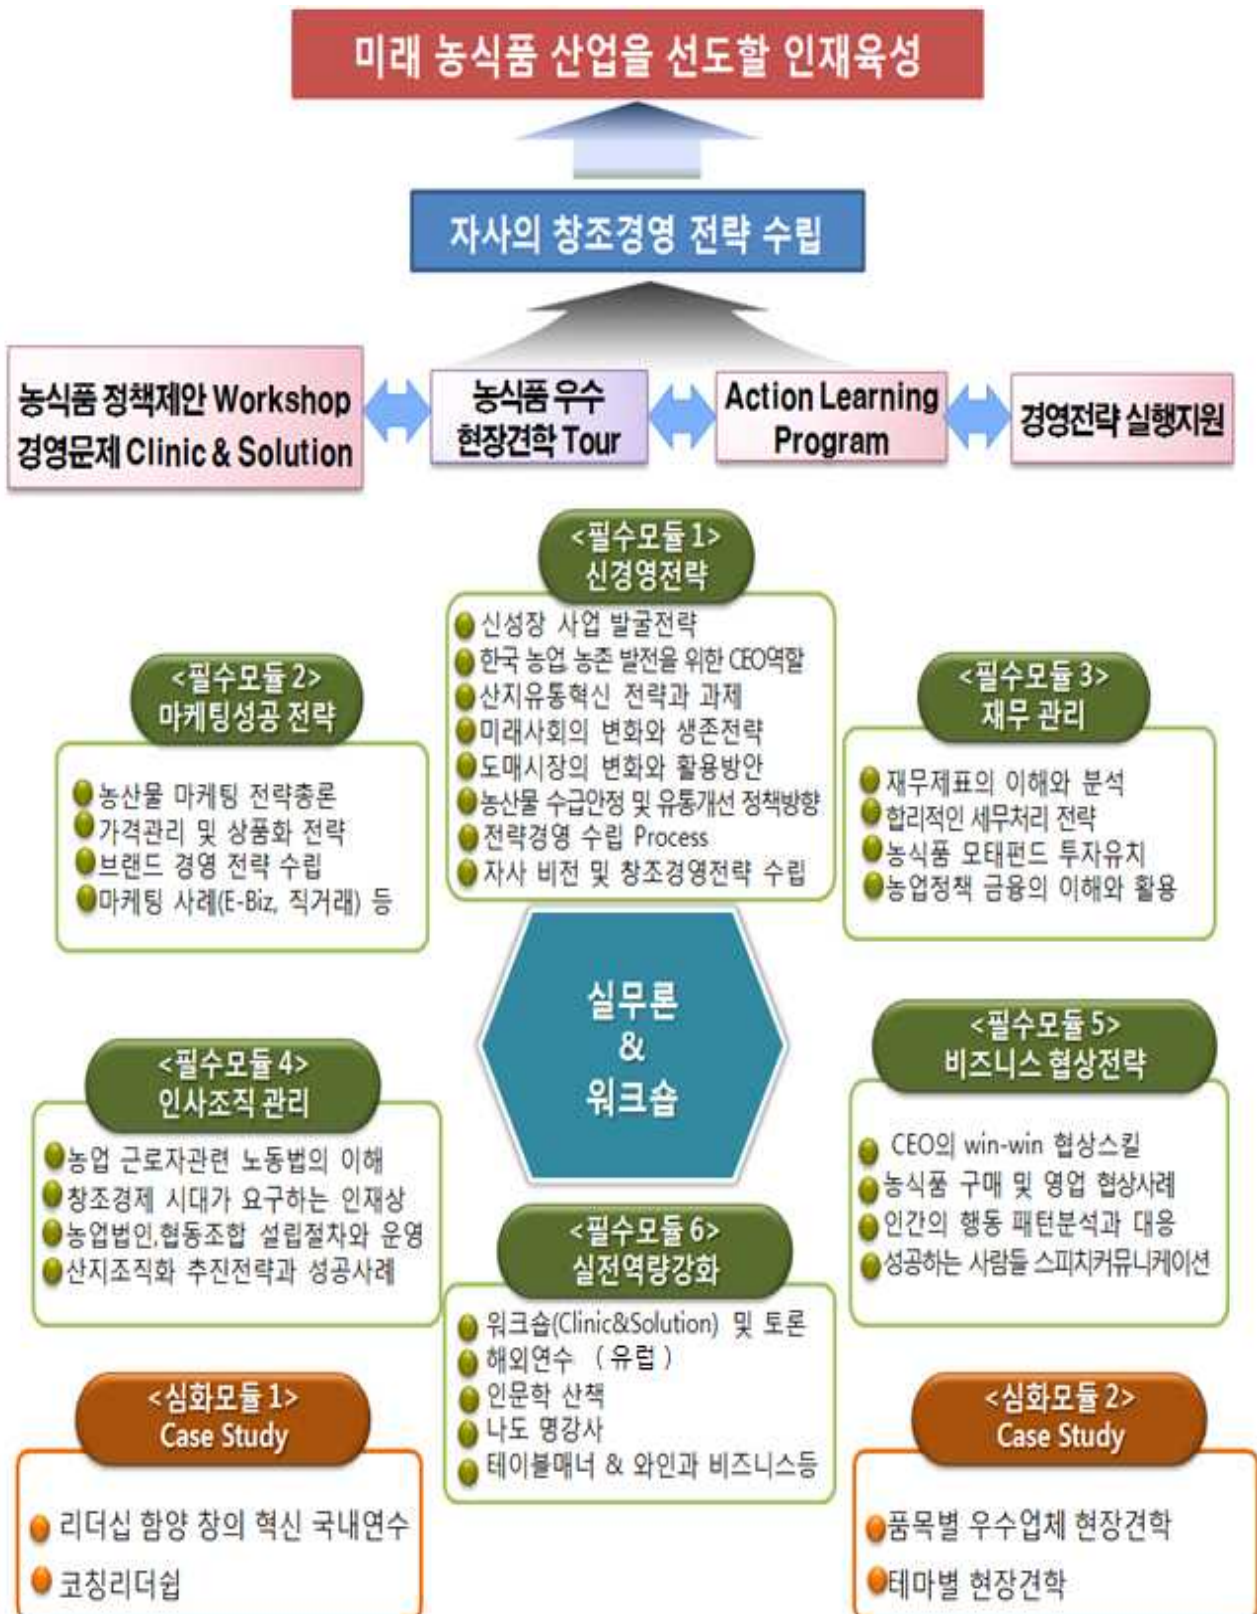 미래 농식품 산업을 선도할 인재육성
자사의 창조경영 전략 수립
농식품 정책제안 Workshop
경영문제 Clinic & Solution
농식품 우수
현장견학 Tour
Action Learning
Program
경영전략 실행지원
<필수모듈 1>
신경영전략
신성장 사업 발굴전략
한국 농업, 농촌 발전을 위한 CEO역할
산지유통혁신 전략과 과제
미래사회의 변화와 생존전략
도매시장의 변화와 활용방안
농산물 수급안정 및 유통개선 정책방향
전략경영 수립 Process
자사 비전 및 창조경영전략 수립
<필수모듈 2>
마케팅성공 전략
농산물 마케팅 전략총론
가격관리 및 상품화 전략
브랜드 경영 전략 수립
마케팅 사례(E-Biz, 직거래) 등
<필수모듈 3>
재무 관리
재무제표의 이해와 분석
합리적인 세무처리 전략
농식품 모태펀드 투자유치
농업정책 금융의 이해와 활용
실무론
&
워크숍
<필수모듈 4>
인사조직 관리
농업 근로자관련 노동법의 이해
창조경제 시대가 요구하는 인재상
농업법인,협동조합 설립절차와 운영
산지조직화 추진전략과 성공사례
<필수모듈 5>
비즈니스 협상전략
CEO의 win-win 협상스킬
농식품 구매 및 영업 협상사례
인간의 행동 패턴분석과 대응
성공하는 사람들 스피치커뮤니케이션
<필수모듈 6>
실전역량강화
워크숍(Clinic&Solution) 및 토론
해외연수 ( 유럽 )
인문학 산책
나도 명강사
테이블매너 & 와인과 비즈니스등
<심화모듈 1>
Case Study
리더십 함양 창의 혁신 국내연수
코칭리더쉽
<심화모듈 2>
Case Study
품목별 우수업체 현장견학
테마별 현장견학